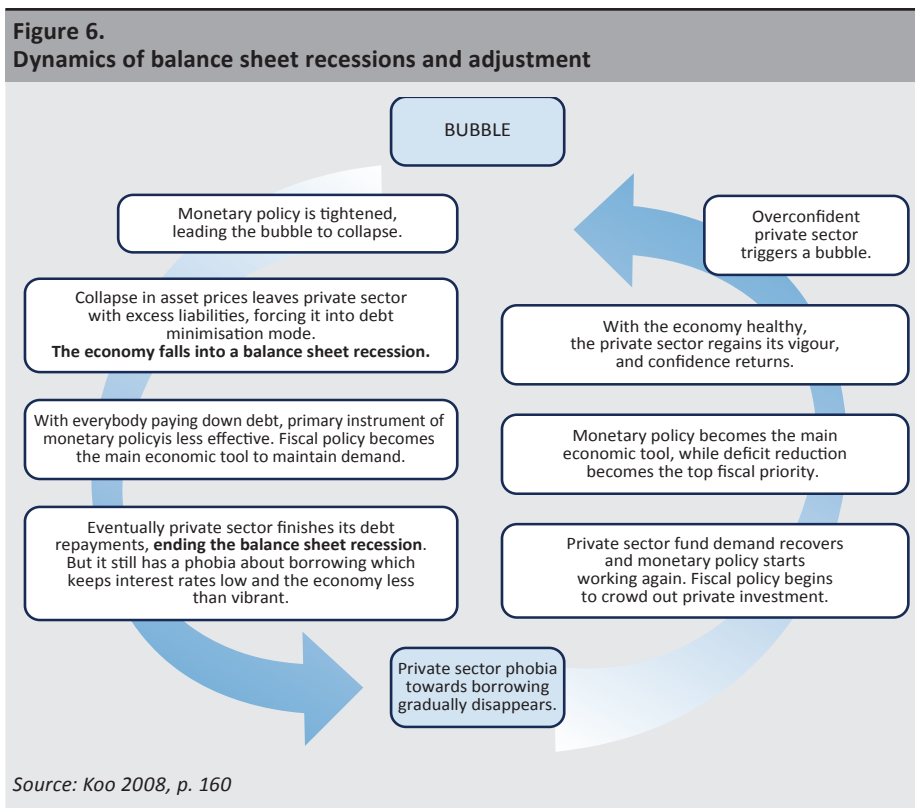 Figure 6.
Dynamics of balance sheet recessions and adjustment
BUBBLE
Monetary policy is tightened,
leading the bubble to collapse.
Collapse in asset prices leaves private sector
with excess liabilities, forcing it into debt
minimisation mode.
The economy falls into a balance sheet recession.
With everybody paying down debt, primary instrument of
monetary policyis less effective. Fiscal policy becomes
the main economic tool to maintain demand.
Eventually private sector finishes its debt
repayments, ending the balance sheet recession.
But it still has a phobia about borrowing which
keeps interest rates low and the economy less
than vibrant.
Private sector phobia
towards borrowing
gradually disappears.
Private sector fund demand recovers
and monetary policy starts
working again. Fiscal policy begins
to crowd out private investment.
Monetary policy becomes the main
economic tool, while deficit reduction
becomes the top fiscal priority.
With the economy healthy,
the private sector regains its vigour,
and confidence returns.
Overconfident
private sector
triggers a bubble.
Source: Koo 2008, p. 160